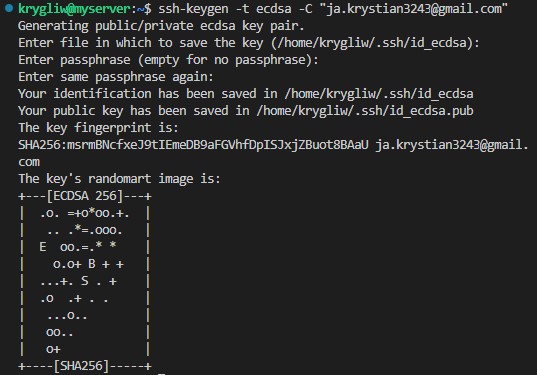 krygliw@myserver:~$ ssh-keygen -t ecdsa -C "ja.krystian3243@gmail.com"
Generating public/private ecdsa key pair.
Enter file in which to save the key (/home/krygliw/.ssh/id_ecdsa):
Enter passphrase (empty for no passphrase):
Enter same passphrase again:
Your identification has been saved in /home/krygliw/.ssh/id_ecdsa
Your public key has been saved in /home/krygliw/.ssh/id_ecdsa.pub
The key fingerprint is:
SHA256:msrmBNcfxeJ9tIEmeDB9aFGVhfDpISJxjZBuot8BAaU ja.krystian3243@gmail.
com
The key's randomart image is:
+---[ECDSA 256]---+
|  .o. =+o*oo.+.  |
|   .. .*=.ooo.   |
|  E  oo.=.* *    |
|    o.o+ B + +   |
|  ...+. S . +    |
|  .o  .+ . .     |
|   ...o..        |
|   oo..          |
|   o+            |
+----[SHA256]-----+